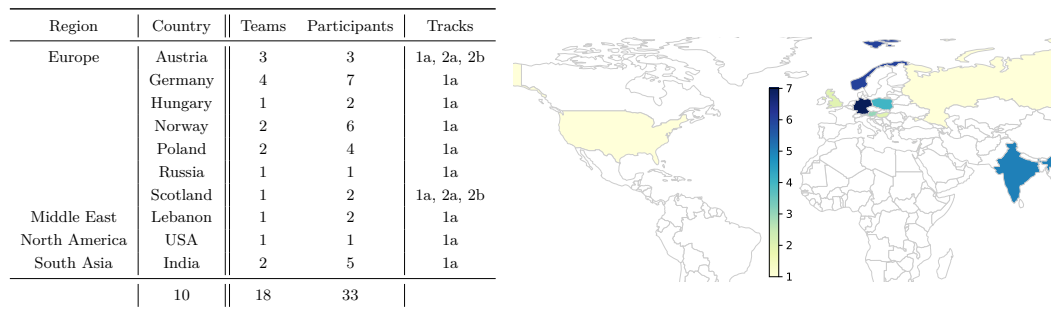 Region Country Teams Participants Tracks
Europe Austria 3 3 1a, 2a, 2b
Germany 4 7 1a
Hungary 1 2 1a
Norway 2 6 1a
Poland 2 4 1a
Russia 1 1 1a
Scotland 1 2 1a, 2a, 2b
Middle East Lebanon 1 2 1a
North America USA 1 1 1a
South Asia India 2 5 1a
10 18 33
7
6
5
4
3
2
1